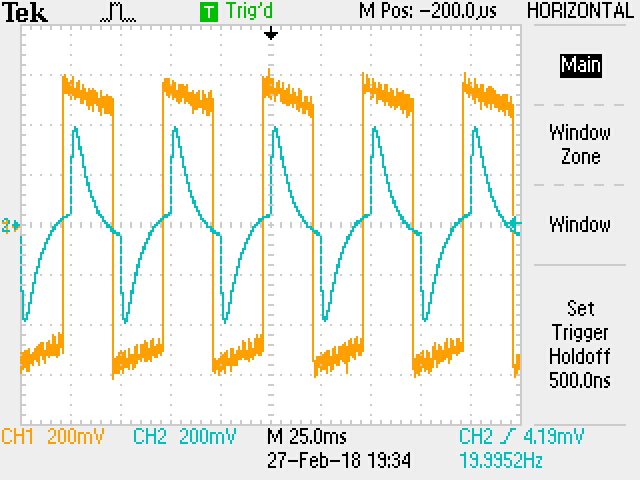 Tek T Trig'd M Pos: -200.0µs HORIZONTAL
Main
Window
Zone
Window
Set
Trigger
Holdoff
500.0ns
2
CH1 200mV CH2 200mV M 25.0ms CH2 4.19mV
27-Feb-18 19:34 19.9952Hz